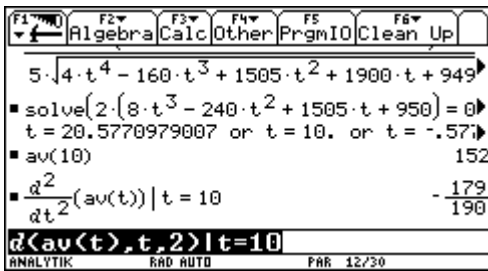 F1 F2 Algebra F3 Calc F4 Other F5 PrgmIO F6 Clean Up
5·√4·t⁴ - 160·t³ + 1505·t² + 1900·t + 949▶
▪ solve(2·(8·t³ - 240·t² + 1505·t + 950) = 0▶
t = 20.5770979007 or t = 10. or t = -.577▶
▪ av(10) 152
▪ d²/dt² (av(t)) | t = 10 -179/190
d(av(t),t,2)|t=10
ANALYTIK RAD AUTO PAR 12/30